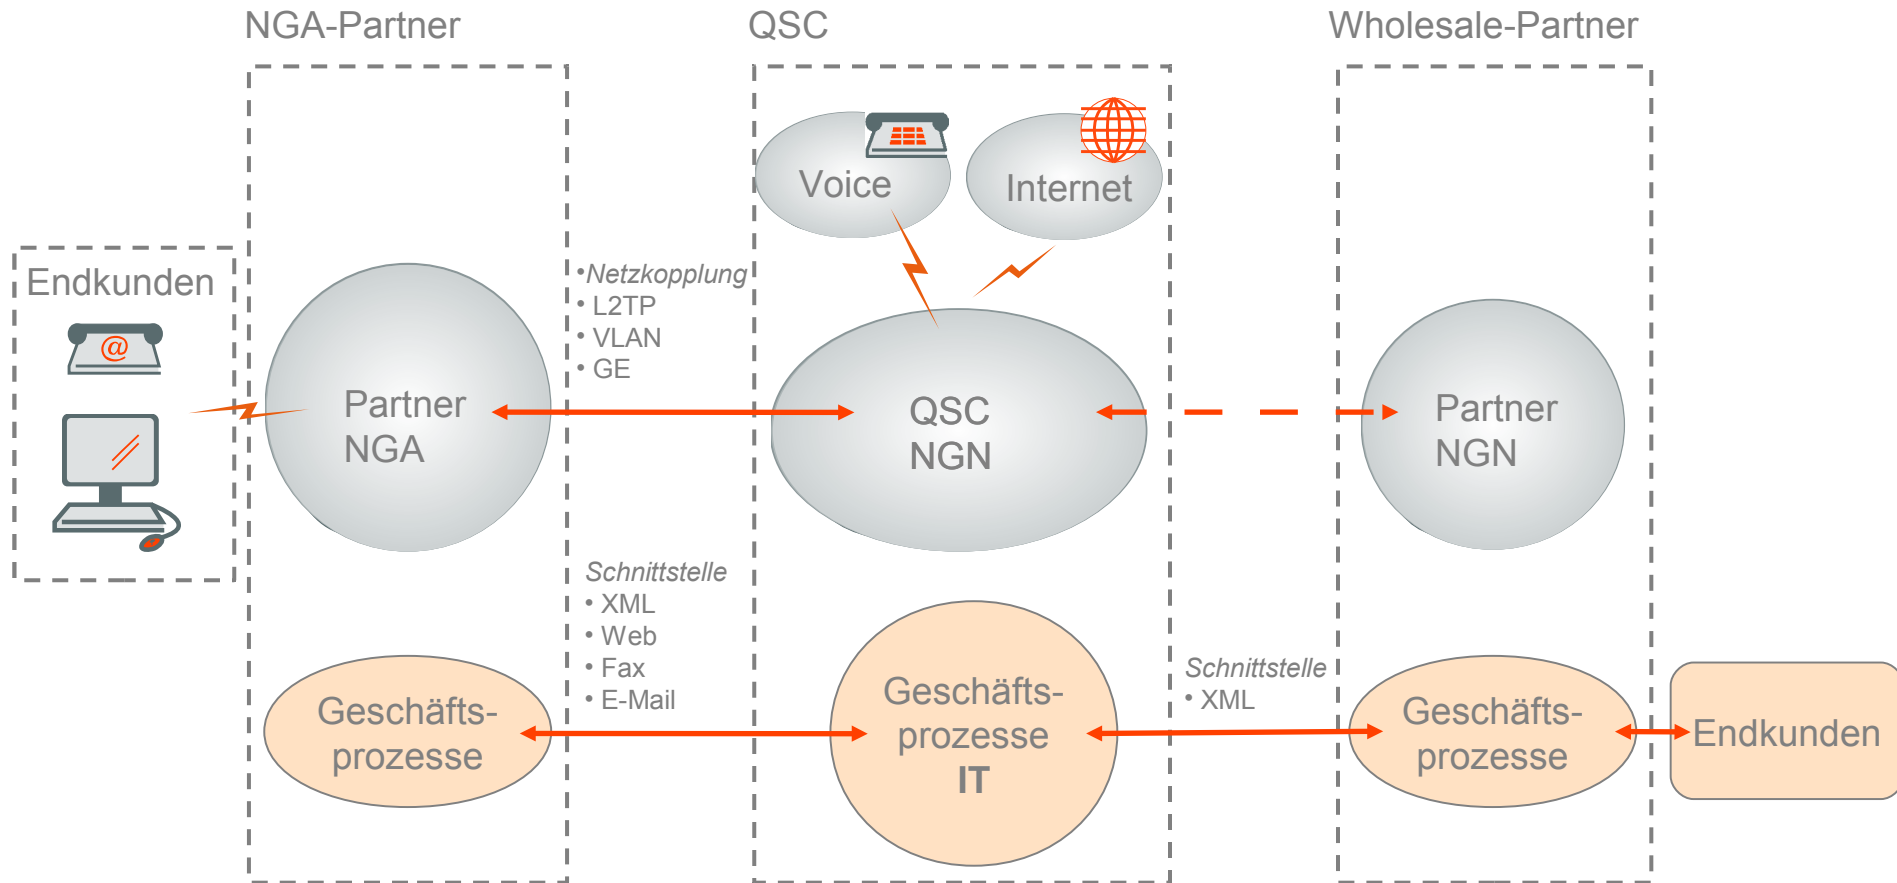 NGA-Partner
QSC
Wholesale-Partner
Voice
Internet
Endkunden
@
•Netzkopplung
• L2TP
• VLAN
• GE
Partner
NGA
QSC
NGN
Partner
NGN
Schnittstelle
• XML
• Web
• Fax
• E-Mail
Geschäfts-
prozesse
Geschäfts-
prozesse
IT
Schnittstelle
• XML
Geschäfts-
prozesse
Endkunden